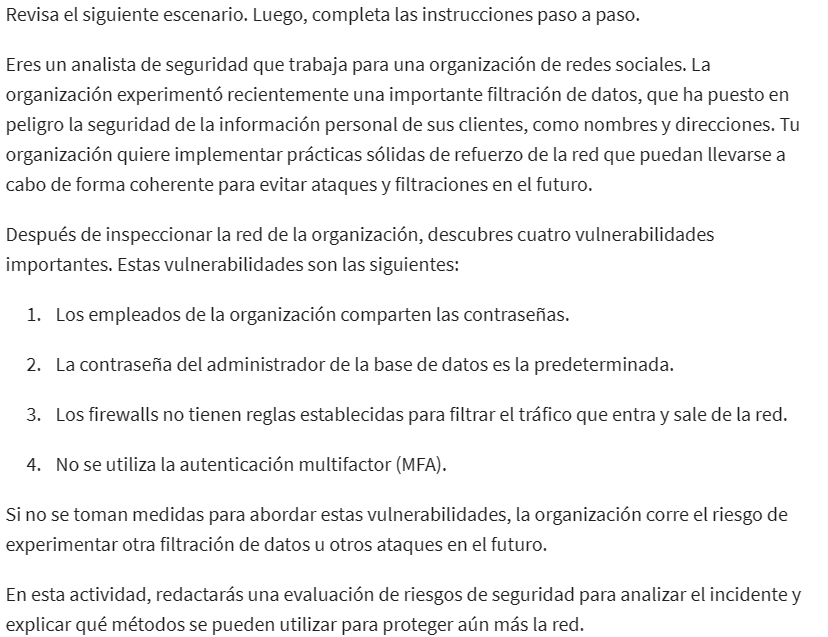 Revisa el siguiente escenario. Luego, completa las instrucciones paso a paso.
Eres un analista de seguridad que trabaja para una organización de redes sociales. La
organización experimentó recientemente una importante filtración de datos, que ha puesto en
peligro la seguridad de la información personal de sus clientes, como nombres y direcciones. Tu
organización quiere implementar prácticas sólidas de refuerzo de la red que puedan llevarse a
cabo de forma coherente para evitar ataques y filtraciones en el futuro.
Después de inspeccionar la red de la organización, descubres cuatro vulnerabilidades
importantes. Estas vulnerabilidades son las siguientes:
1. Los empleados de la organización comparten las contraseñas.
2. La contraseña del administrador de la base de datos es la predeterminada.
3. Los firewalls no tienen reglas establecidas para filtrar el tráfico que entra y sale de la red.
4. No se utiliza la autenticación multifactor (MFA).
Si no se toman medidas para abordar estas vulnerabilidades, la organización corre el riesgo de
experimentar otra filtración de datos u otros ataques en el futuro.
En esta actividad, redactarás una evaluación de riesgos de seguridad para analizar el incidente y
explicar qué métodos se pueden utilizar para proteger aún más la red.